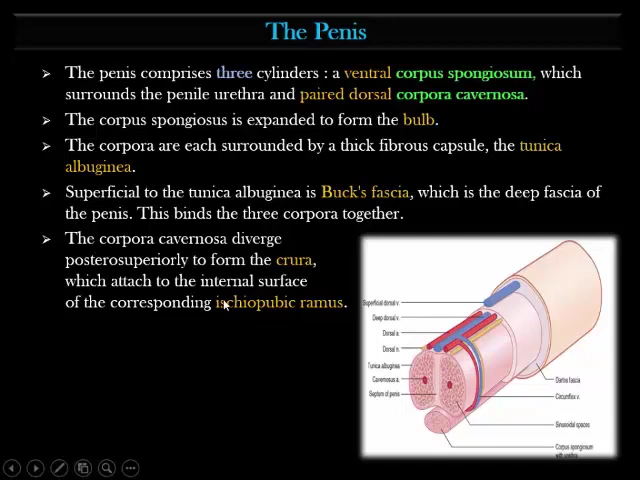 The Penis
The penis comprises three cylinders : a ventral corpus spongiosum, which
surrounds the penile urethra and paired dorsal corpora cavernosa.
The corpus spongiosus is expanded to form the bulb.
The corpora are each surrounded by a thick fibrous capsule, the tunica
albuginea.
Superficial to the tunica albuginea is Buck's fascia, which is the deep fascia of
the penis. This binds the three corpora together.
The corpora cavernosa diverge
posterosuperiorly to form the crura,
which attach to the internal surface
of the corresponding ischiopubic ramus.
Superficial dorsal v.
Deep dorsal v.
Dorsal a.
Dorsal n.
Tunica albuginea
Cavernosus a.
Septum of penis
Dartos fascia
Circumflex v.
Sinusoidal spaces
Corpus spongiosum
with urethra